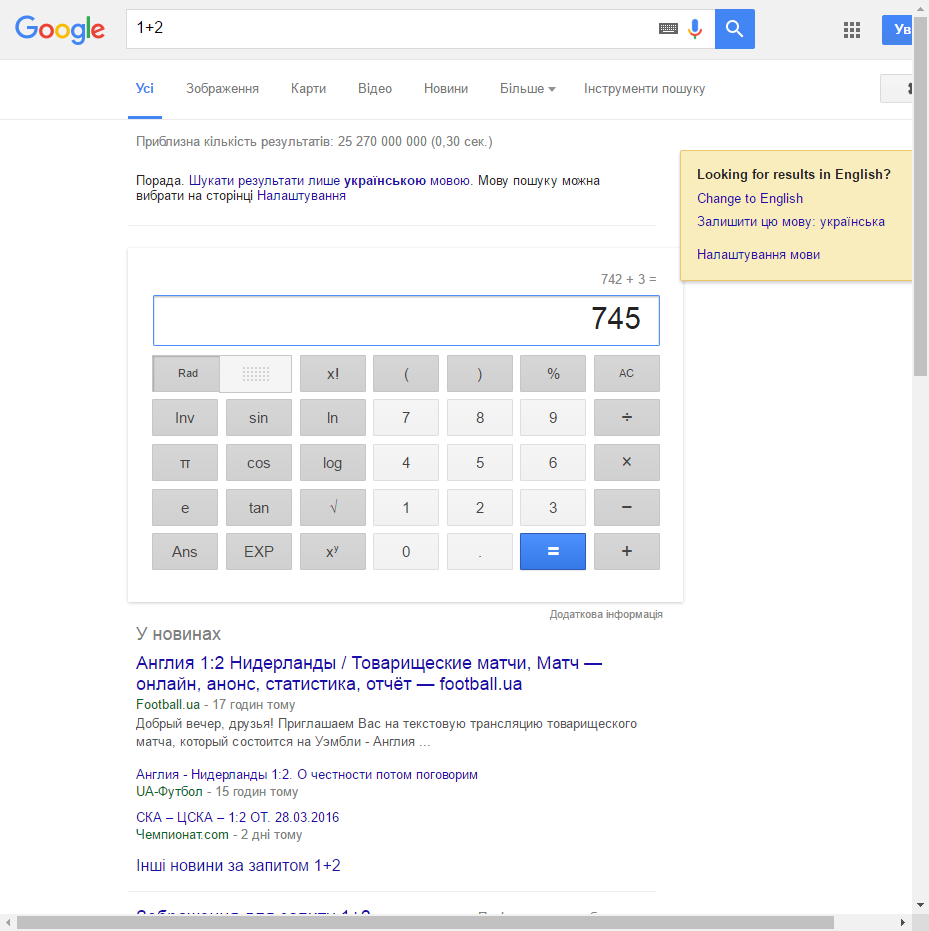 Google
1+2
Ув
Усі Зображення Карти Відео Новини Більше Інструменти пошуку
Приблизна кількість результатів: 25 270 000 000 (0,30 сек.)
Порада. Шукати результати лише українською мовою. Мову пошуку можна
вибрати на сторінці Налаштування
Looking for results in English?
Change to English
Залишити цю мову: українська
Налаштування мови
742 + 3 =
745
Rad x! ( ) % AC
Inv sin ln 7 8 9 ÷
π cos log 4 5 6 ×
e tan √ 1 2 3 −
Ans EXP xʸ 0 . = +
Додаткова інформація
У новинах
Англия 1:2 Нидерланды / Товарищеские матчи, Матч —
онлайн, анонс, статистика, отчёт — football.ua
Football.ua - 17 годин тому
Добрый вечер, друзья! Приглашаем Вас на текстовую трансляцию товарищеского
матча, который состоится на Уэмбли - Англия ...
Англия - Нидерланды 1:2. О честности потом поговорим
UA-Футбол - 15 годин тому
СКА – ЦСКА – 1:2 ОТ. 28.03.2016
Чемпионат.com - 2 дні тому
Інші новини за запитом 1+2
Зображення для запиту 1+2